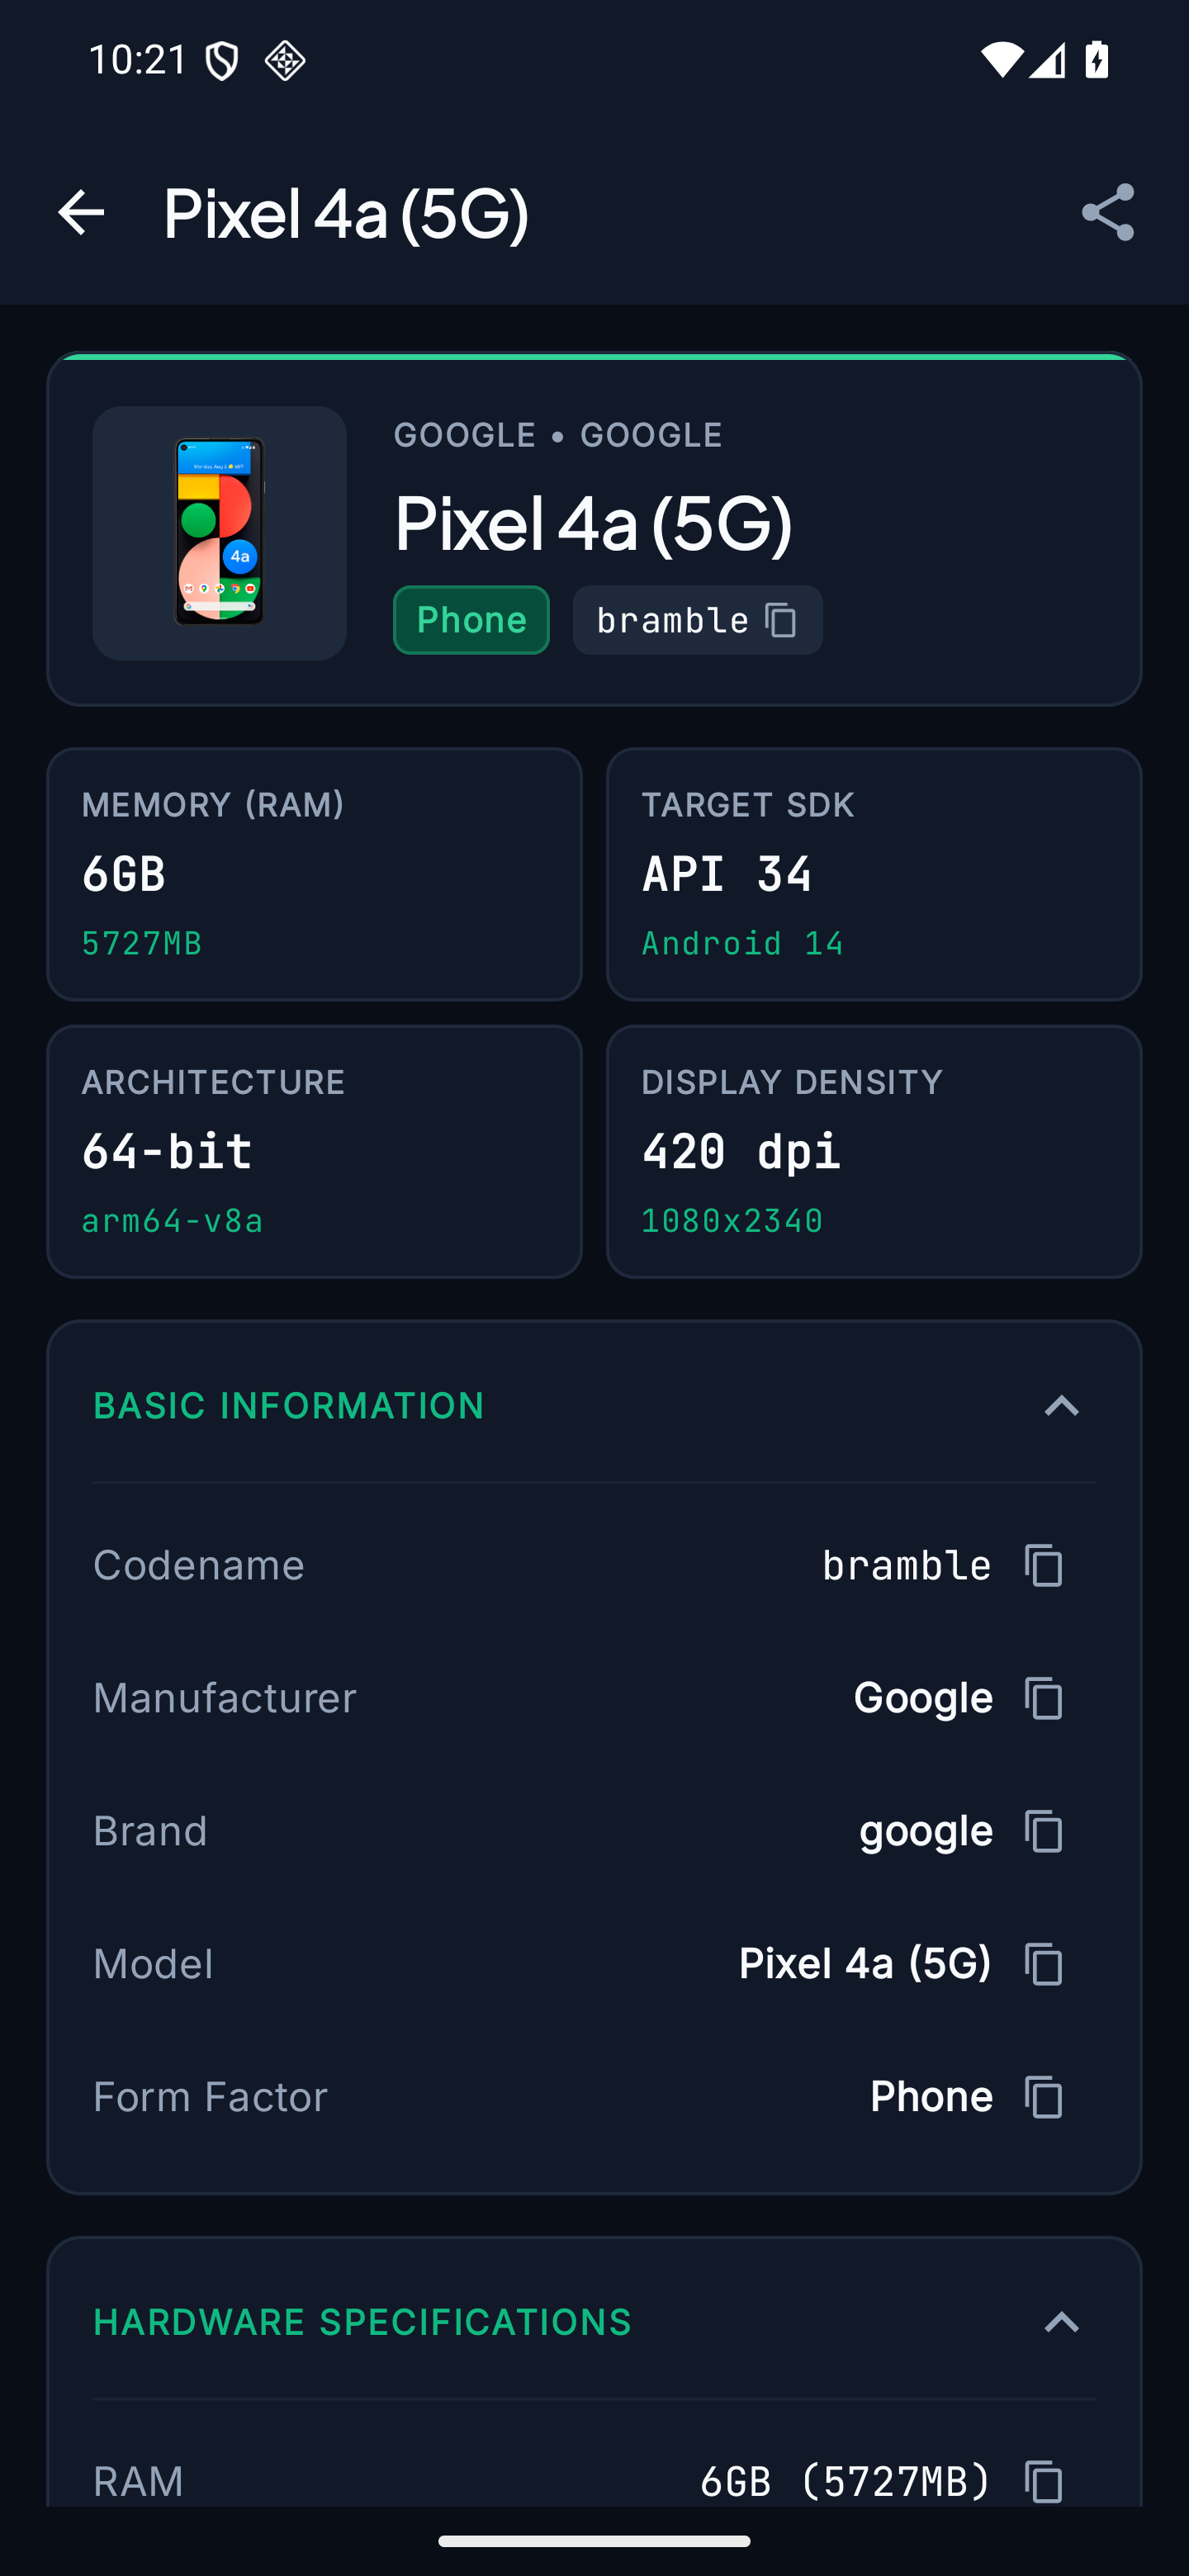 10:21
Pixel 4a (5G)
GOOGLE • GOOGLE
Pixel 4a (5G)
4a
Phone
bramble
MEMORY (RAM)
6GB
5727MB
TARGET SDK
API 34
Android 14
ARCHITECTURE
64-bit
arm64-v8a
DISPLAY DENSITY
420 dpi
1080x2340
BASIC INFORMATION
Codename bramble
Manufacturer Google
Brand google
Model Pixel 4a (5G)
Form Factor Phone
HARDWARE SPECIFICATIONS
RAM 6GB (5727MB)